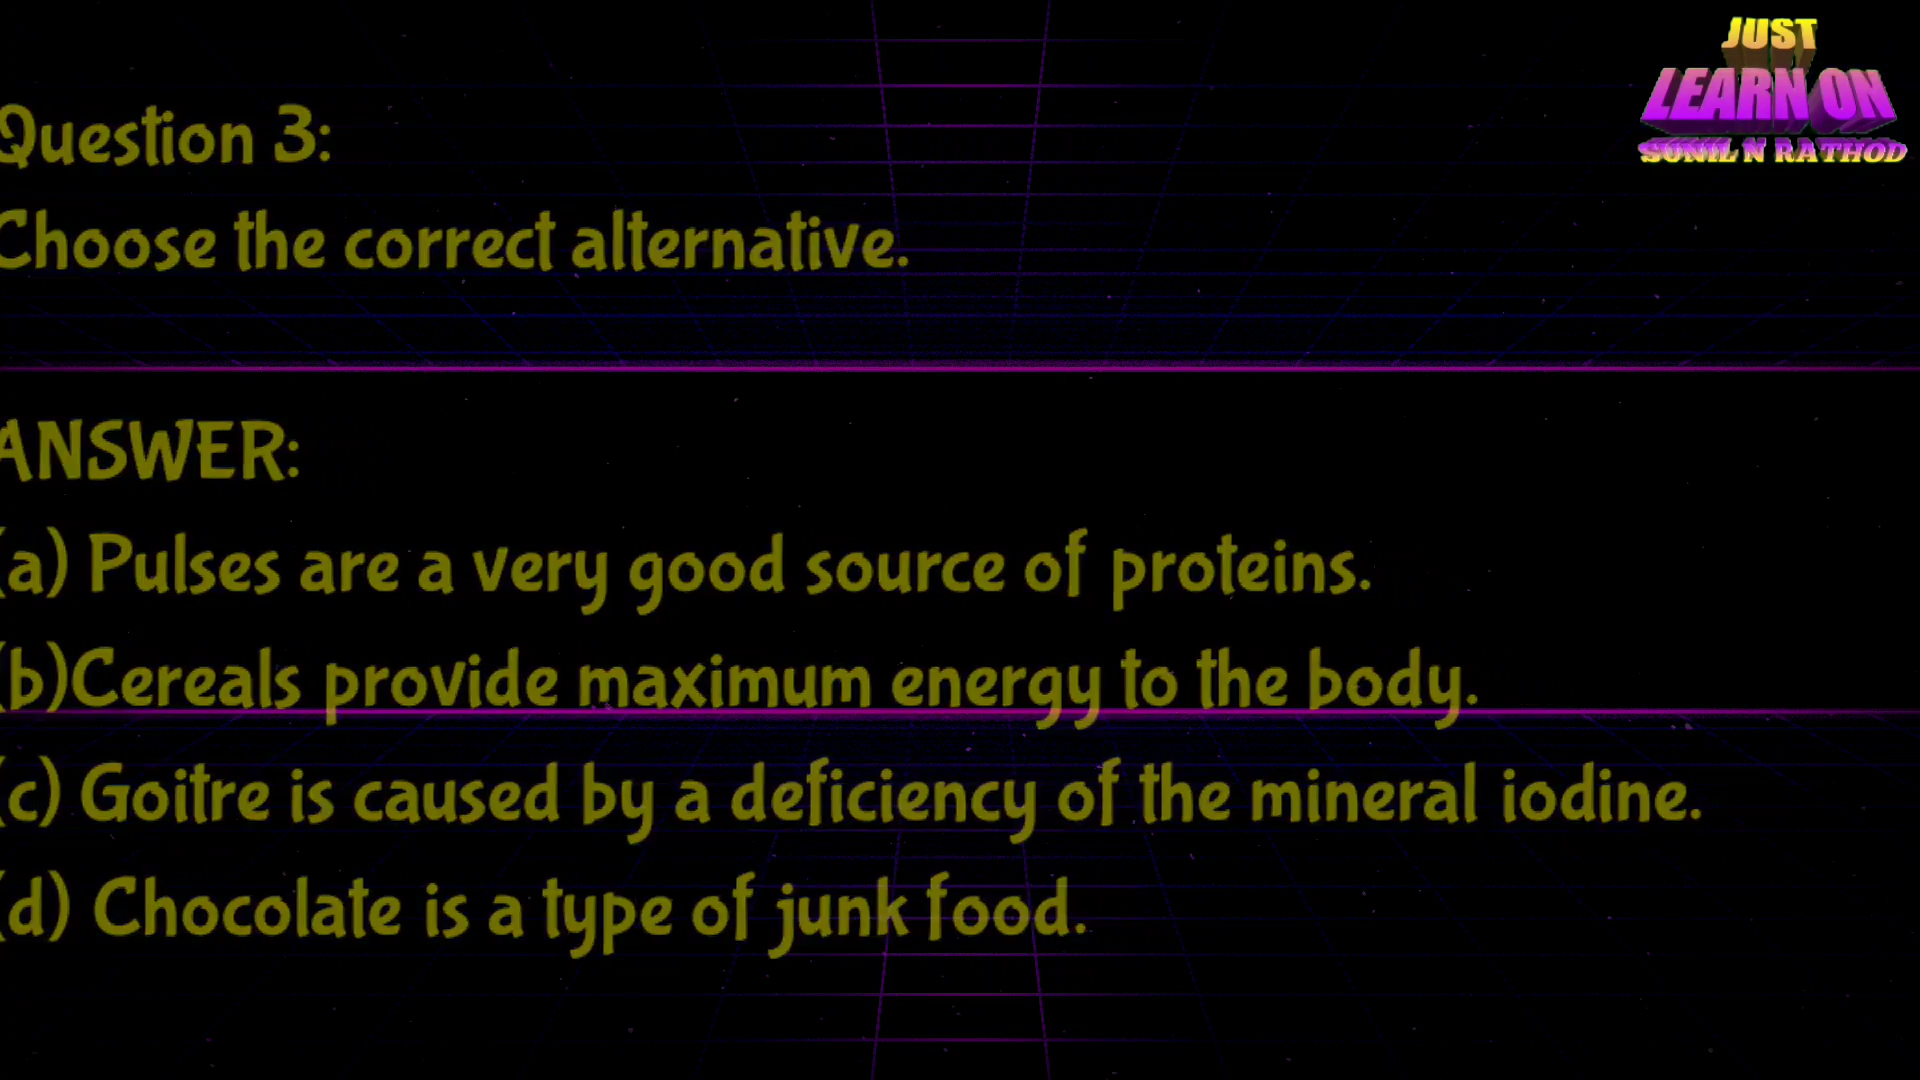 JUST
LEARN ON
SUNIL N RATHOD
Question 3:
Choose the correct alternative.
ANSWER:
(a) Pulses are a very good source of proteins.
(b)Cereals provide maximum energy to the body.
(c) Goitre is caused by a deficiency of the mineral iodine.
(d) Chocolate is a type of junk food.